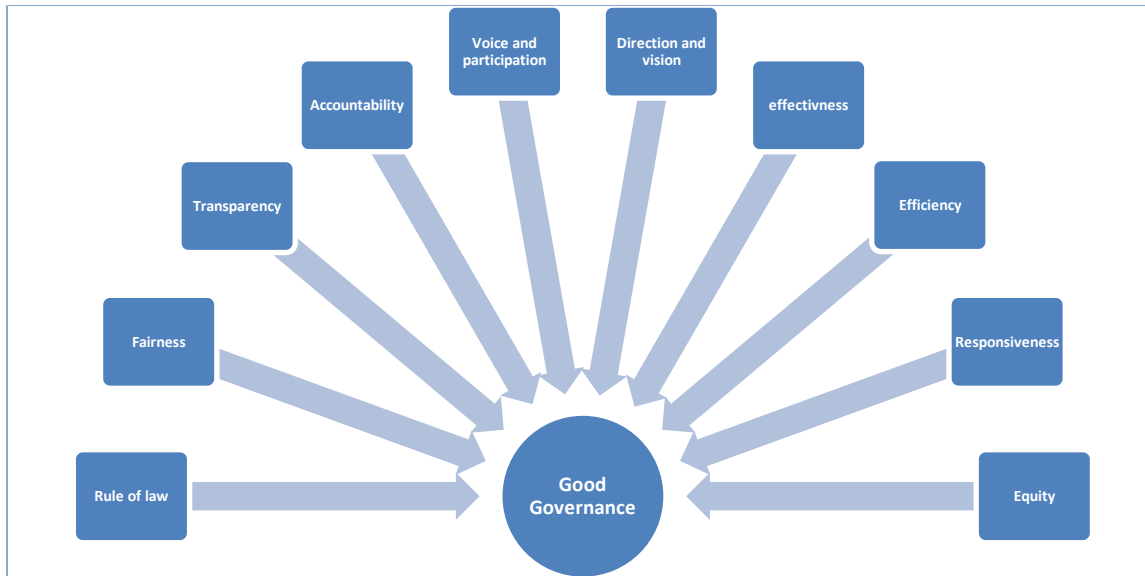 Voice and
participation
Direction and
vision
Accountability
effectivness
Transparency
Efficiency
Fairness
Responsiveness
Rule of law
Good
Governance
Equity